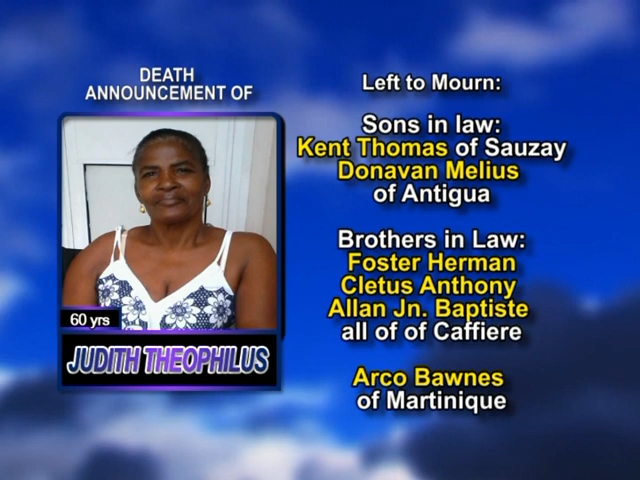 DEATH
ANNOUNCEMENT OF
60 yrs
JUDITH THEOPHILUS
Left to Mourn:
Sons in law:
Kent Thomas of Sauzay
Donavan Melius
of Antigua
Brothers in Law:
Foster Herman
Cletus Anthony
Allan Jn. Baptiste
all of of Caffiere
Arco Bawnes
of Martinique